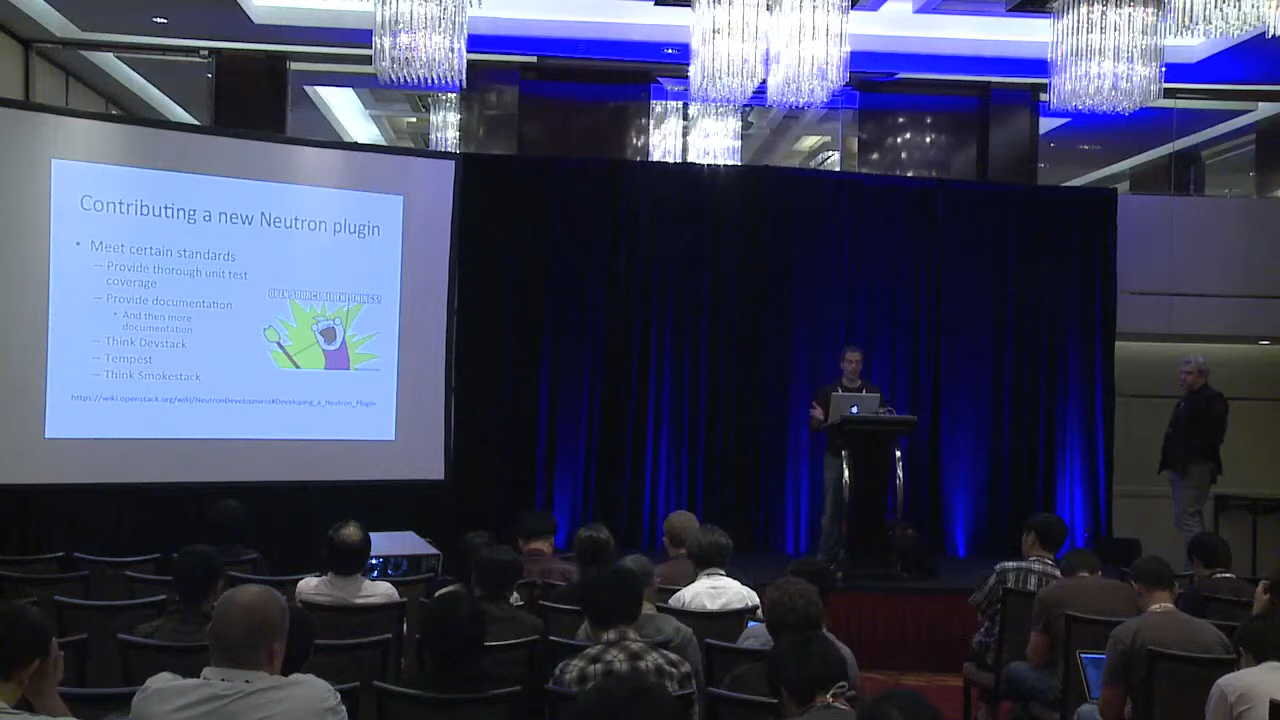 Contributing a new Neutron plugin
• Meet certain standards
– Provide thorough unit test
coverage
– Provide documentation
• And then more
documentation
– Think Devstack
– Tempest
– Think Smokestack
OPEN SOURCE ALL THE THINGS!
https://wiki.openstack.org/wiki/NeutronDevelopment#Developing_a_Neutron_Plugin